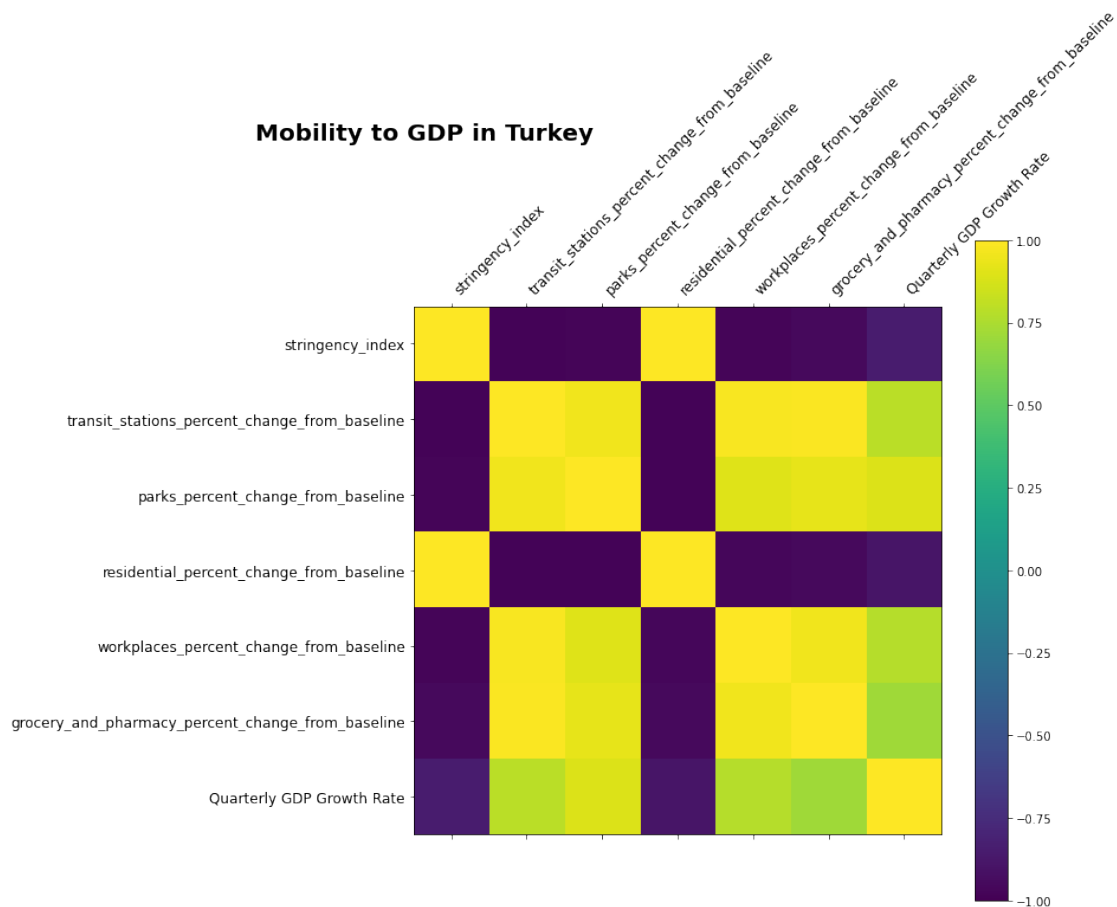 Mobility to GDP in Turkey
stringency_index
transit_stations_percent_change_from_baseline
parks_percent_change_from_baseline
residential_percent_change_from_baseline
workplaces_percent_change_from_baseline
grocery_and_pharmacy_percent_change_from_baseline
Quarterly GDP Growth Rate
stringency_index
transit_stations_percent_change_from_baseline
parks_percent_change_from_baseline
residential_percent_change_from_baseline
workplaces_percent_change_from_baseline
grocery_and_pharmacy_percent_change_from_baseline
Quarterly GDP Growth Rate
1.00
0.75
0.50
0.25
0.00
−0.25
−0.50
−0.75
−1.00